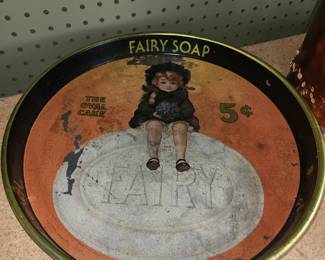 FAIRY SOAP
THE
OVAL
CAKE
5¢
FAIRY